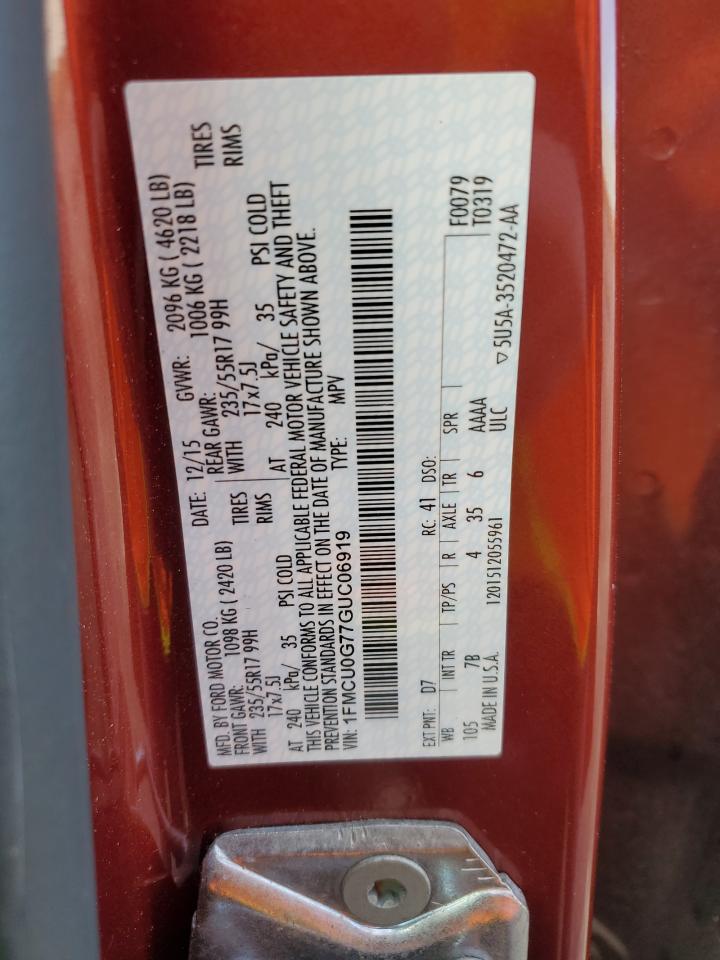 MFD. BY FORD MOTOR CO.
DATE: 12/15
GVWR: 2096 KG ( 4620 LB)
FRONT GAWR: 1098 KG ( 2420 LB)
REAR GAWR: 1006 KG ( 2218 LB)
WITH 235/55R17 99H TIRES
WITH 235/55R17 99H TIRES
17x7.5J RIMS
17x7.5J RIMS
AT 240 kPa/ 35 PSI COLD
AT 240 kPa/ 35 PSI COLD
THIS VEHICLE CONFORMS TO ALL APPLICABLE FEDERAL MOTOR VEHICLE SAFETY AND THEFT
PREVENTION STANDARDS IN EFFECT ON THE DATE OF MANUFACTURE SHOWN ABOVE.
VIN: 1FMCU0G77GUC06919
TYPE: MPV
EXT PNT: D7 RC: 41 DSO:
WB INT TR TP/PS R AXLE TR SPR F0079
105 7B 4 35 6 AAAA T0319
MADE IN U.S.A. 1201512055961 ULC ▽5U5A-3520472-AA